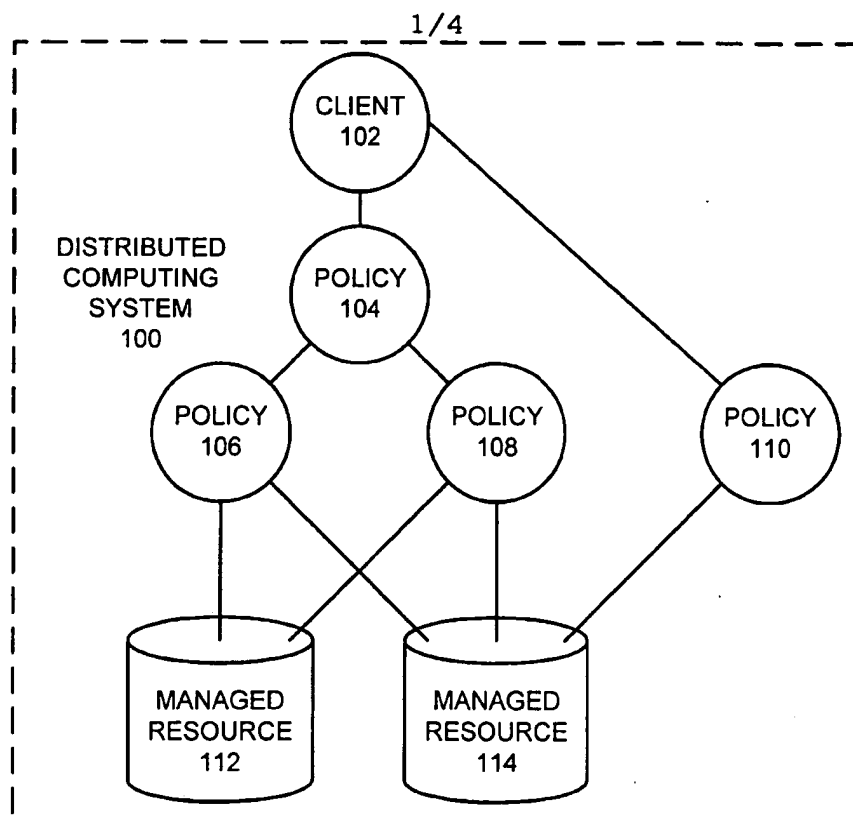 1/4
CLIENT
102
DISTRIBUTED
COMPUTING
SYSTEM
100
POLICY
104
POLICY
106
POLICY
108
POLICY
110
MANAGED
RESOURCE
112
MANAGED
RESOURCE
114